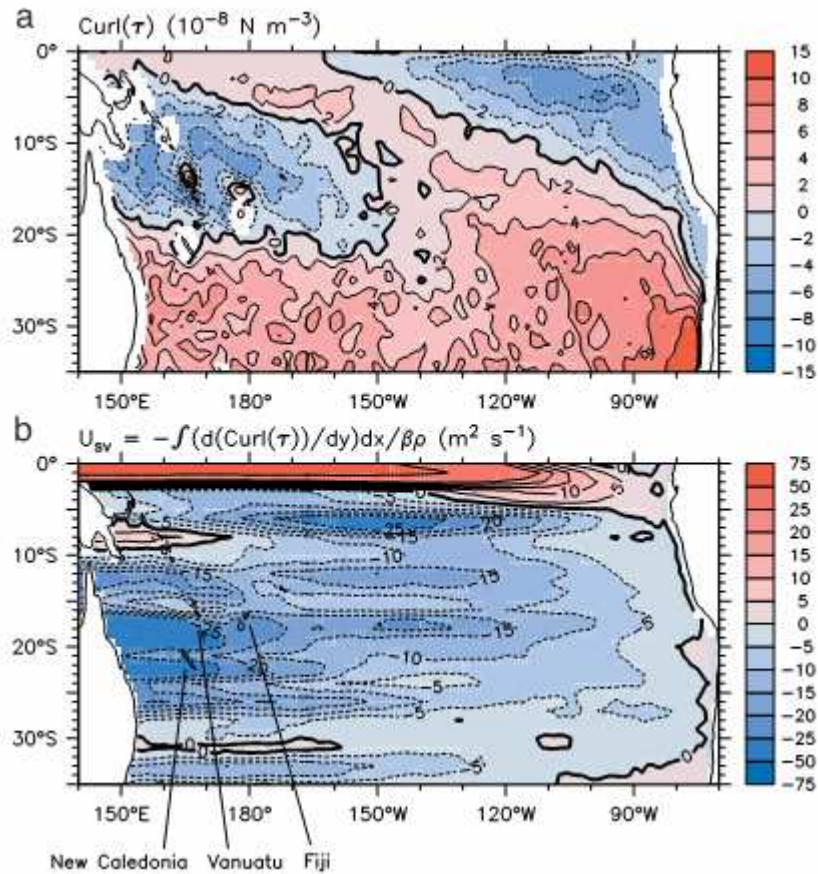 a
Curl(τ) (10⁻⁸ N m⁻³)
0°
10°S
20°S
30°S
150°E 180° 150°W 120°W 90°W
15
10
8
6
4
2
0
−2
−4
−6
−8
−10
−15
b
U_SV = −∫(d(Curl(τ))/dy)dx/βρ (m² s⁻¹)
0°
10°S
20°S
30°S
150°E 180° 150°W 120°W 90°W
75
50
25
20
15
10
5
0
−5
−10
−15
−20
−25
−50
−75
New Caledonia Vanuatu Fiji